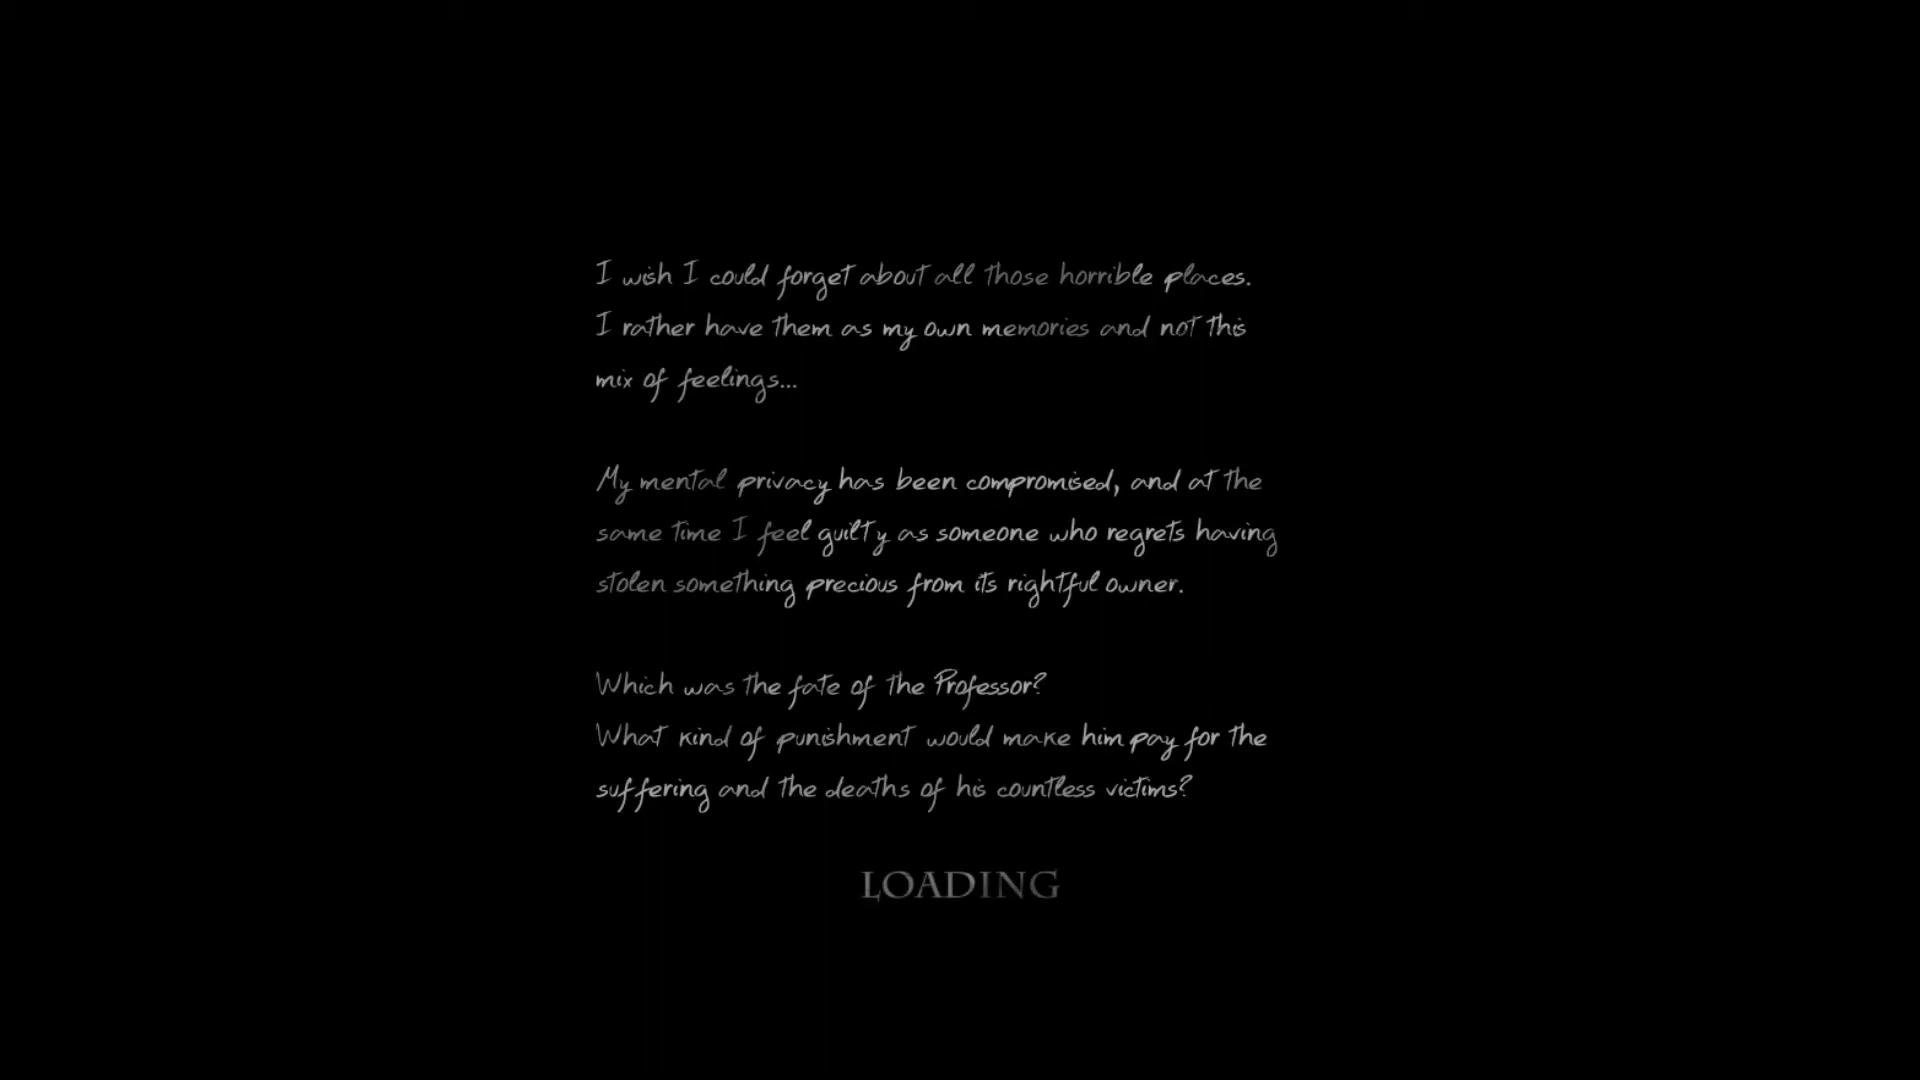 I wish I could forget about all those horrible places.
I rather have them as my own memories and not this
mix of feelings...
My mental privacy has been compromised, and at the
same time I feel guilty as someone who regrets having
stolen something precious from its rightful owner.
Which was the fate of the Professor?
What kind of punishment would make him pay for the
suffering and the deaths of his countless victims?
LOADING